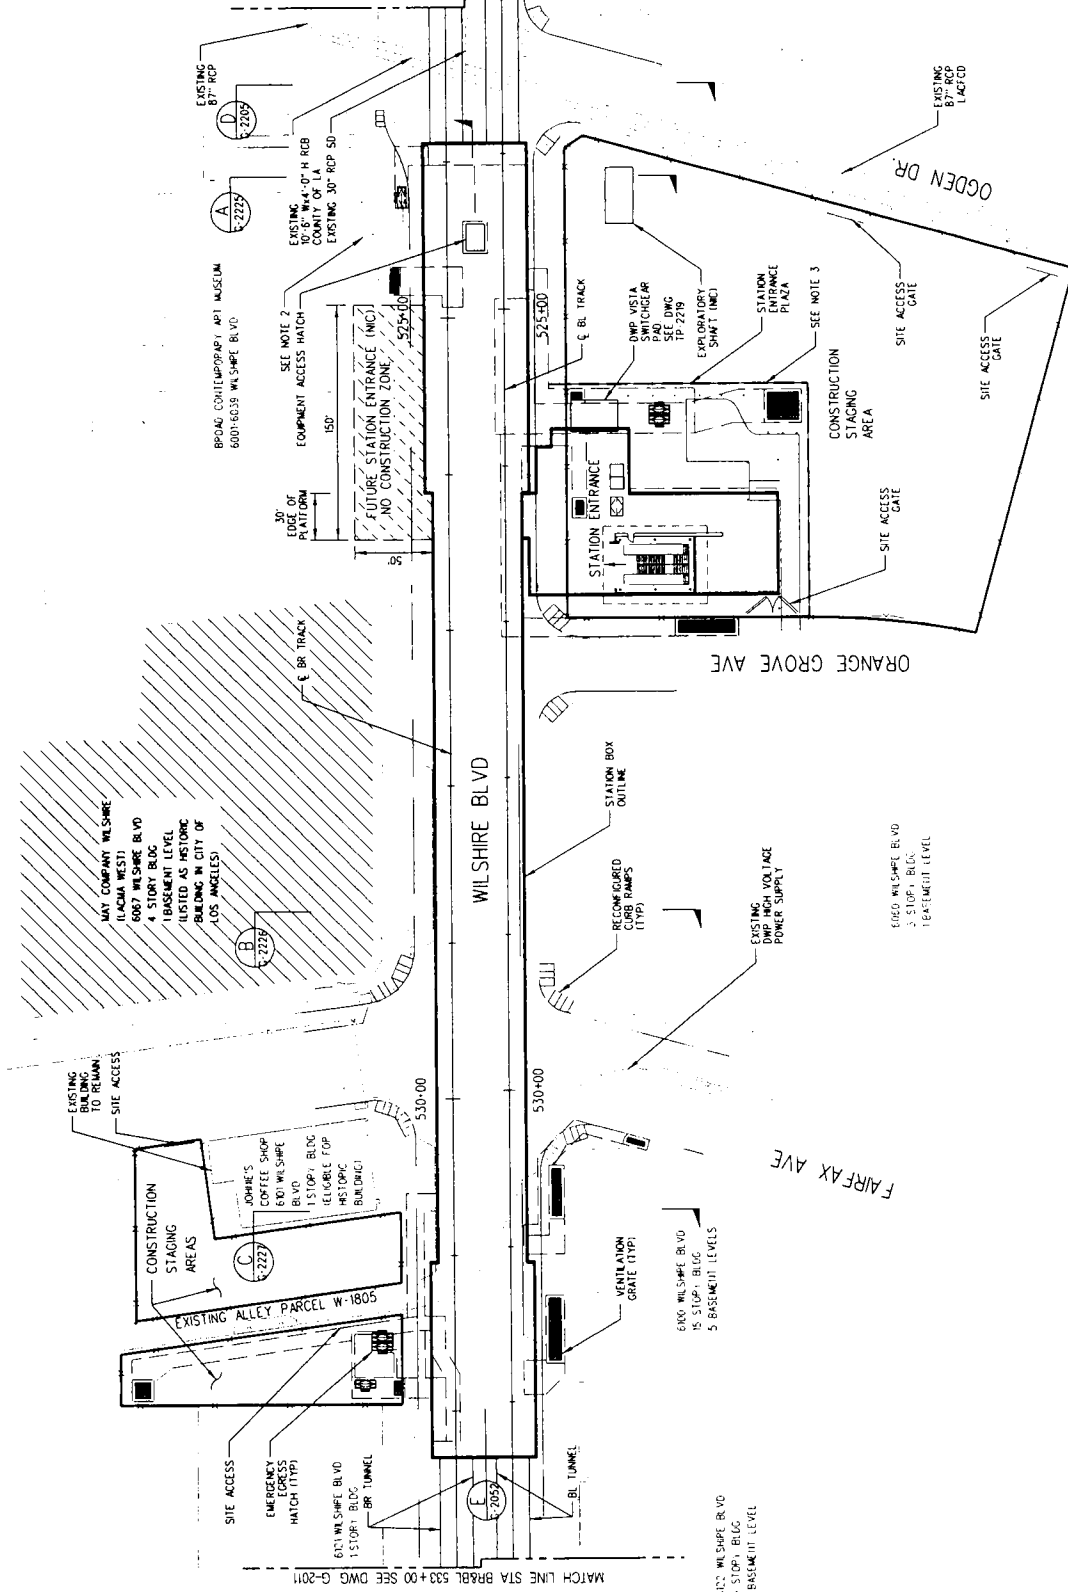 EXISTING
87" RCP
D
G-2205
A
G-2225
EXISTING
10'-6" Wx4'-0" H RCB
COUNTY OF LA
EXISTING 30" RCP SD
BROAD CONTEMPORARY ART MUSEUM
6001-6039 WILSHIRE BLVD
SEE NOTE 2
EQUIPMENT ACCESS HATCH
150'
30'
EDGE OF
PLATFORM
50'
FUTURE STATION ENTRANCE (NIC)
NO CONSTRUCTION ZONE
525+00
525+00
℄ BL TRACK
DWP VISTA
SWITCHGEAR
PAD
SEE DWG
TP-2219
EXPLORATORY
SHAFT (NIC)
STATION
ENTRANCE
PLAZA
SEE NOTE 3
CONSTRUCTION
STAGING
AREA
SITE ACCESS
GATE
SITE ACCESS
GATE
SITE ACCESS
GATE
EXISTING
87" RCP
LACFCD
OGDEN DR.
STATION ENTRANCE
ORANGE GROVE AVE
℄ BR TRACK
WILSHIRE BLVD
STATION BOX
OUTLINE
MAY COMPANY WILSHIRE
(LACMA WEST)
6067 WILSHIRE BLVD
4 STORY BLDG
1 BASEMENT LEVEL
(LISTED AS HISTORIC
BUILDING IN CITY OF
LOS ANGELES)
B
G-2226
RECONFIGURED
CURB RAMPS
(TYP)
EXISTING
DWP HIGH VOLTAGE
POWER SUPPLY
6060 WILSHIRE BLVD
3 STORY BLDG
1 BASEMENT LEVEL
EXISTING
BUILDING
TO REMAIN
SITE ACCESS
530+00
530+00
JOHNIE'S
COFFEE SHOP
6101 WILSHIRE
BLVD
1 STORY BLDG
(ELIGIBLE FOR
HISTORIC
BUILDING)
CONSTRUCTION
STAGING
AREAS
C
G-2227
EXISTING ALLEY PARCEL W-1805
FAIRFAX AVE
VENTILATION
GRATE (TYP)
6100 WILSHIRE BLVD
15 STORY BLDG
5 BASEMENT LEVELS
SITE ACCESS
EMERGENCY
EGRESS
HATCH (TYP)
6121 WILSHIRE BLVD
1 STORY BLDG
BR TUNNEL
E
G-2052
BL TUNNEL
MATCH LINE STA BR&BL 533+00 SEE DWG G-2011
WILSHIRE BLVD
STORY BLDG
BASEMENT LEVEL